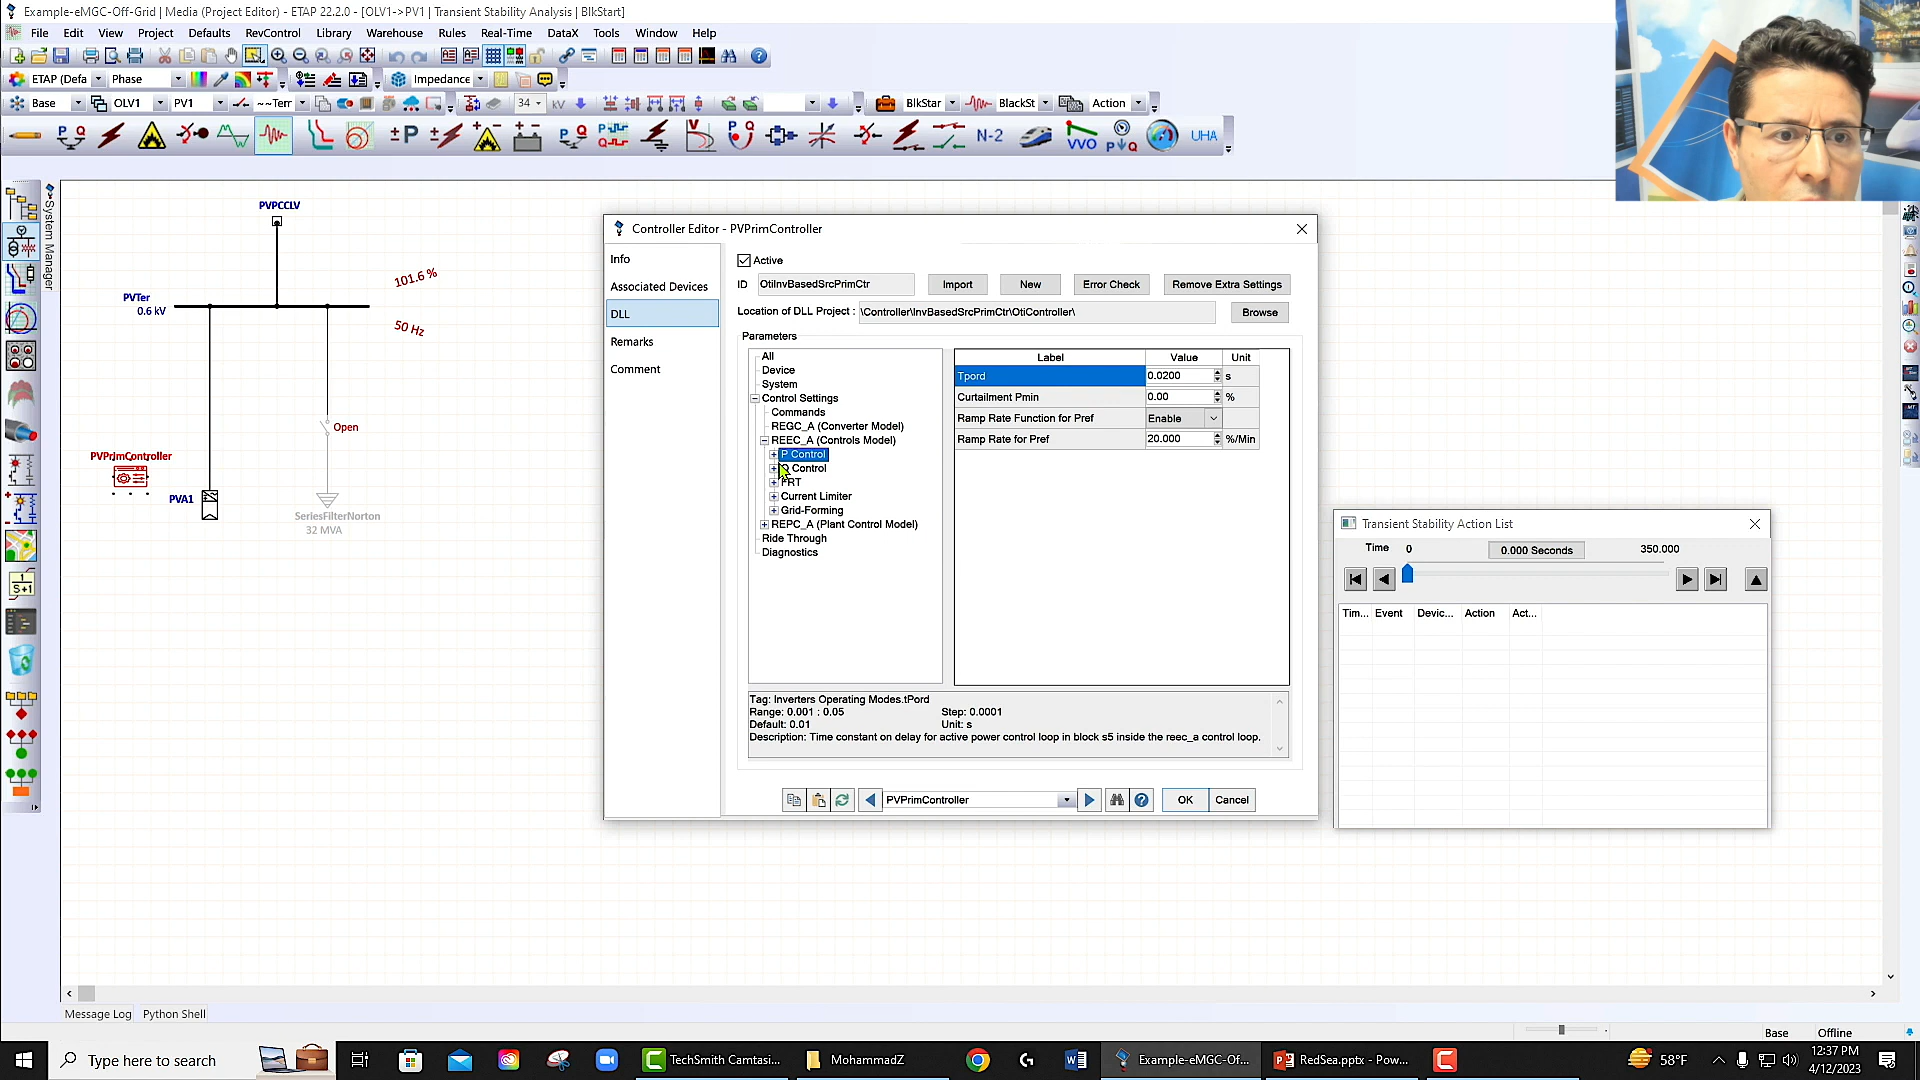 Example-eMGC-Off-Grid | Media (Project Editor) - ETAP 22.2.0 - [OLV1->PV1 | Transient Stability Analysis | BlkStart]
File Edit View Project Defaults RevControl Library Warehouse Rules Real-Time DataX Tools Window Help
ETAP (Defa Phase Impedance
Base OLV1 PV1 ~~Terr 34 kV BlkStar BlackSt Action
P Q ±P N-2 VVO P Q UHA
System Manager
PVPCCLV
101.6 %
PVTer
0.6 kV
50 Hz
Open
PVPrimController
PVA1
SeriesFilterNorton
32 MVA
Controller Editor - PVPrimController
Info
Associated Devices
DLL
Remarks
Comment
Active
ID OtiInvBasedSrcPrimCtr Import New Error Check Remove Extra Settings
Location of DLL Project : \Controller\InvBasedSrcPrimCtr\OtiController\ Browse
Parameters
All
Device
System
Control Settings
Commands
REGC_A (Converter Model)
REEC_A (Controls Model)
P Control
Control
FRT
Current Limiter
Grid-Forming
REPC_A (Plant Control Model)
Ride Through
Diagnostics
Label Value Unit
Tpord 0.0200 s
Curtailment Pmin 0.00 %
Ramp Rate Function for Pref Enable
Ramp Rate for Pref 20.000 %/Min
Tag: Inverters Operating Modes.tPord
Range: 0.001 : 0.05 Step: 0.0001
Default: 0.01 Unit: s
Description: Time constant on delay for active power control loop in block s5 inside the reec_a control loop.
PVPrimController OK Cancel
Transient Stability Action List
Time 0 0.000 Seconds 350.000
Tim... Event Devic... Action Act...
Message Log Python Shell
Base Offline
Type here to search
TechSmith Camtasi... MohammadZ Example-eMGC-Of... RedSea.pptx - Pow... 58°F
12:37 PM
4/12/2023